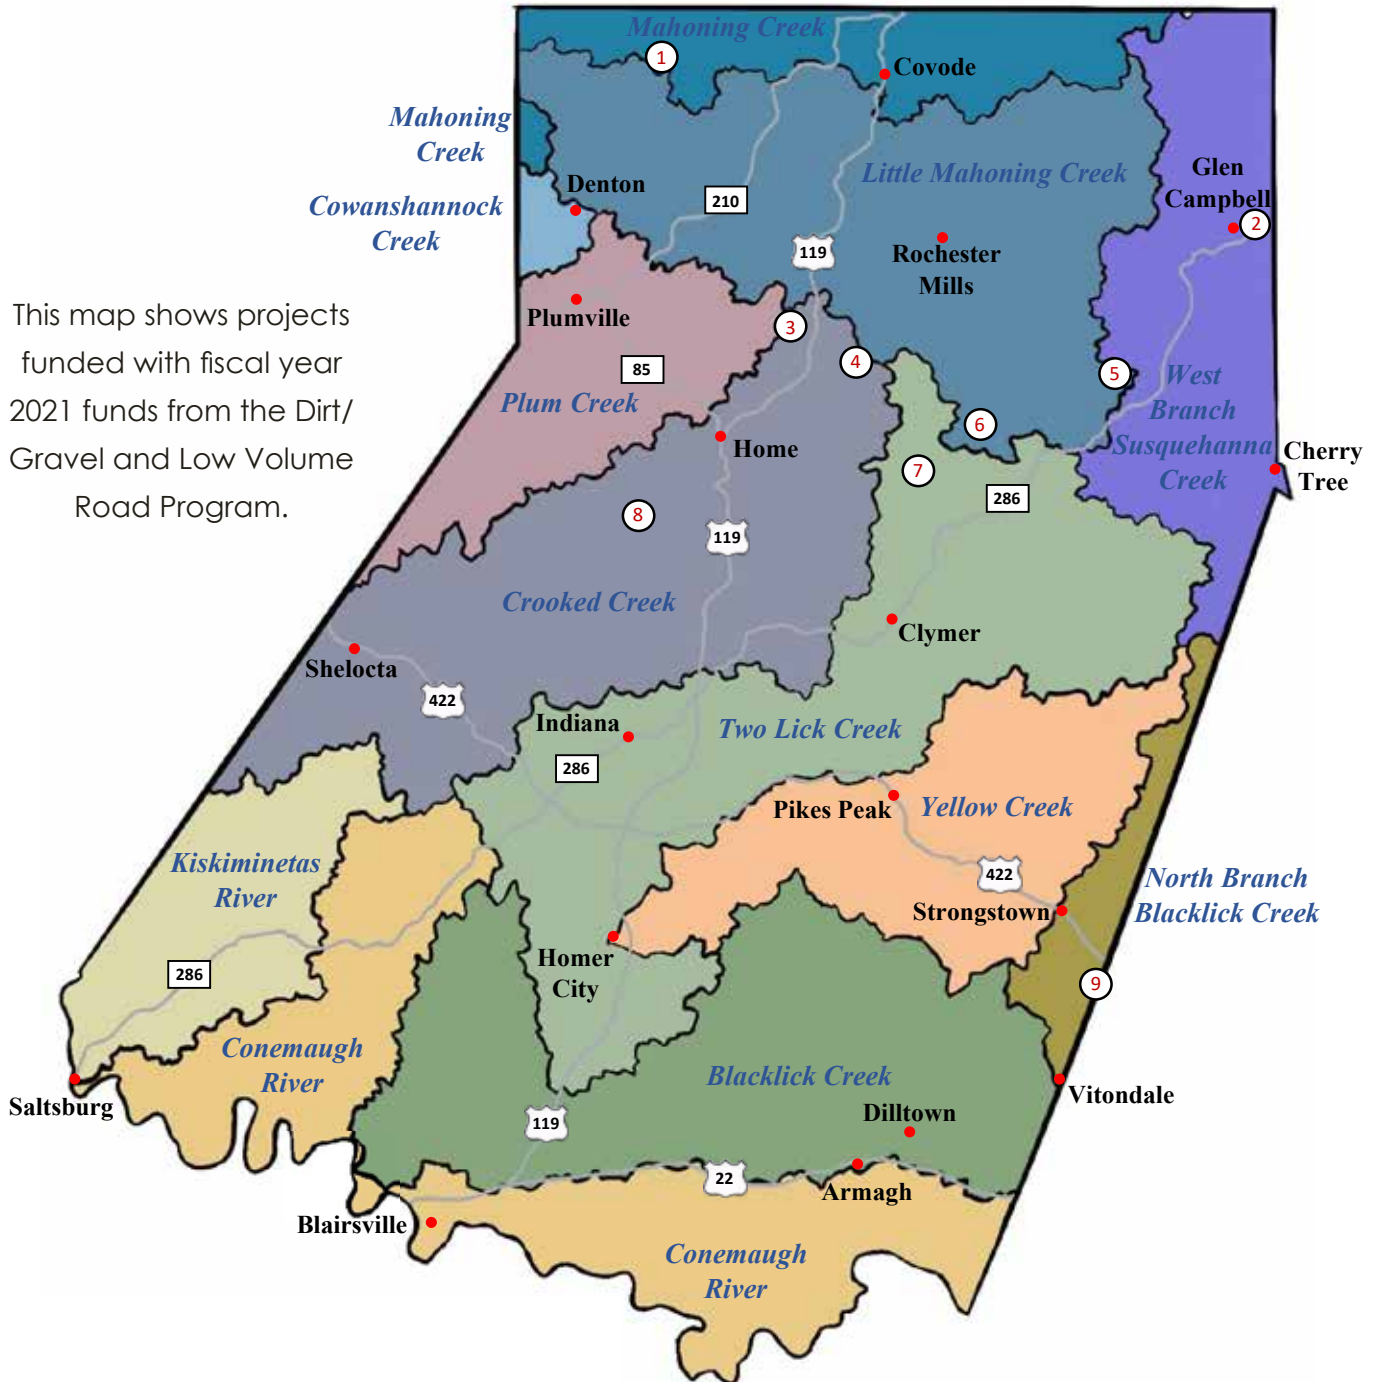 Mahoning Creek
1
Covode
Mahoning
Creek
Little Mahoning Creek
Glen
Campbell
2
Denton
210
Cowanshannock
Creek
119
Rochester
Mills
This map shows projects
funded with fiscal year
2021 funds from the Dirt/
Gravel and Low Volume
Road Program.
Plumville
3
4
85
5
West
Branch
Susquehanna
Creek
Plum Creek
6
Home
7
Cherry
Tree
286
8
119
Crooked Creek
Clymer
Shelocta
422
Indiana
Two Lick Creek
286
Pikes Peak
Yellow Creek
Kiskiminetas
River
422
North Branch
Blacklick Creek
Strongstown
Homer
City
286
9
Conemaugh
River
Blacklick Creek
Saltsburg
Vitondale
Dilltown
119
22
Armagh
Blairsville
Conemaugh
River